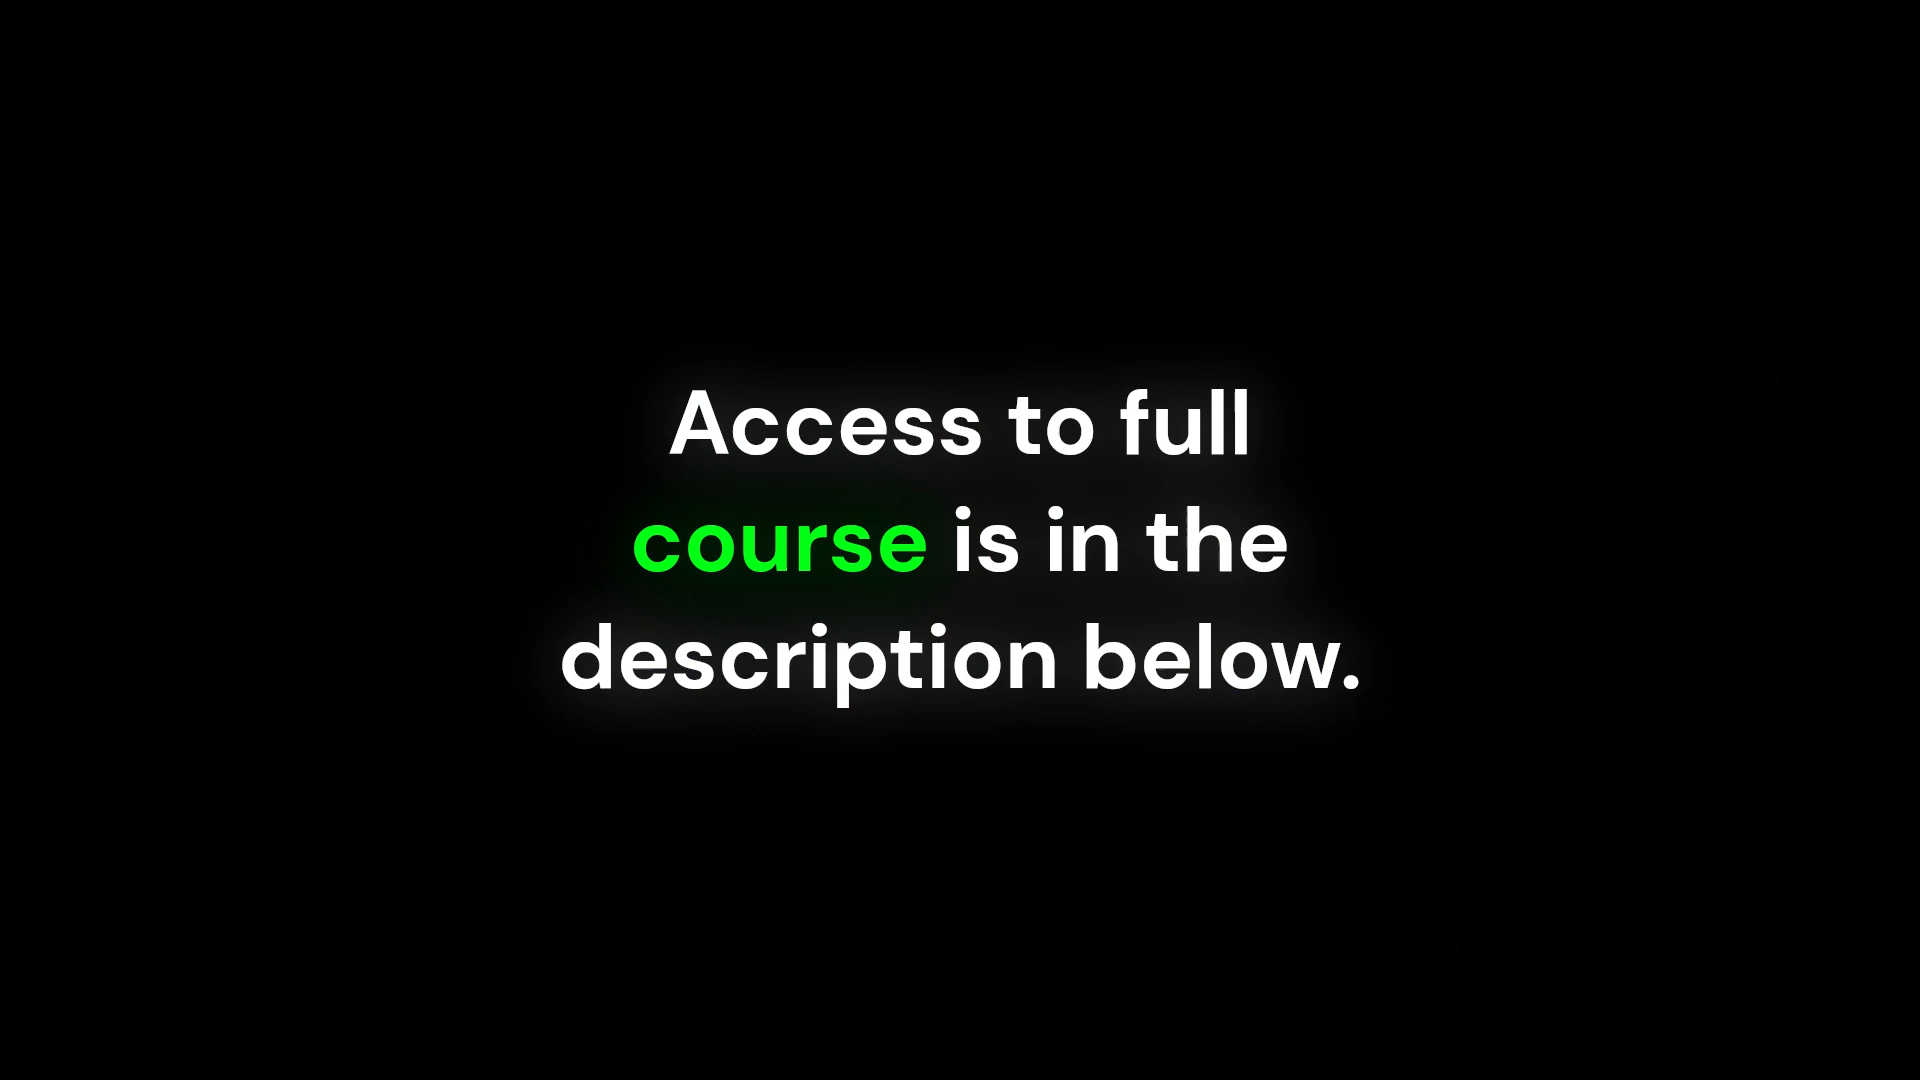 Access to full
course is in the
description below.